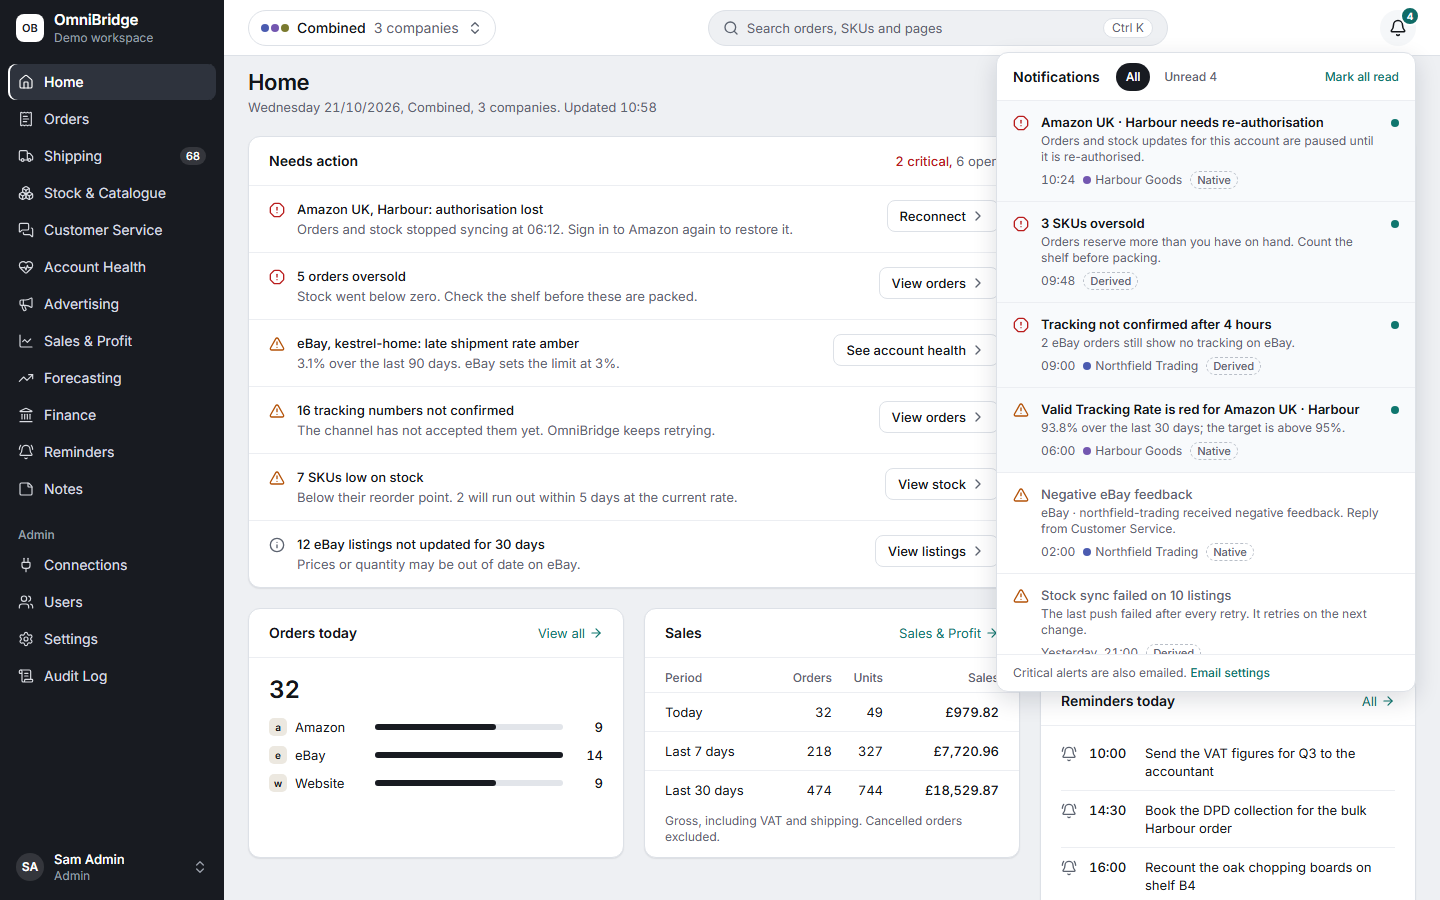 OB
OmniBridge
Demo workspace
Home
Orders
Shipping 68
Stock & Catalogue
Customer Service
Account Health
Advertising
Sales & Profit
Forecasting
Finance
Reminders
Notes
Admin
Connections
Users
Settings
Audit Log
SA
Sam Admin
Admin
Combined 3 companies
Search orders, SKUs and pages Ctrl K
4
Home
Wednesday 21/10/2026, Combined, 3 companies. Updated 10:58
Needs action 2 critical, 6 open
Amazon UK, Harbour: authorisation lost
Orders and stock stopped syncing at 06:12. Sign in to Amazon again to restore it.
Reconnect
5 orders oversold
Stock went below zero. Check the shelf before these are packed.
View orders
eBay, kestrel-home: late shipment rate amber
3.1% over the last 90 days. eBay sets the limit at 3%.
See account health
16 tracking numbers not confirmed
The channel has not accepted them yet. OmniBridge keeps retrying.
View orders
7 SKUs low on stock
Below their reorder point. 2 will run out within 5 days at the current rate.
View stock
12 eBay listings not updated for 30 days
Prices or quantity may be out of date on eBay.
View listings
Orders today View all
32
a Amazon 9
e eBay 14
w Website 9
Sales Sales & Profit
Period Orders Units Sales
Today 32 49 £979.82
Last 7 days 218 327 £7,720.96
Last 30 days 474 744 £18,529.87
Gross, including VAT and shipping. Cancelled orders
excluded.
Notifications All Unread 4 Mark all read
Amazon UK · Harbour needs re-authorisation
Orders and stock updates for this account are paused until
it is re-authorised.
10:24 Harbour Goods Native
3 SKUs oversold
Orders reserve more than you have on hand. Count the
shelf before packing.
09:48 Derived
Tracking not confirmed after 4 hours
2 eBay orders still show no tracking on eBay.
09:00 Northfield Trading Derived
Valid Tracking Rate is red for Amazon UK · Harbour
93.8% over the last 30 days; the target is above 95%.
06:00 Harbour Goods Native
Negative eBay feedback
eBay · northfield-trading received negative feedback. Reply
from Customer Service.
02:00 Northfield Trading Native
Stock sync failed on 10 listings
The last push failed after every retry. It retries on the next
change.
Yesterday, 21:00 Derived
Critical alerts are also emailed. Email settings
Reminders today All
10:00 Send the VAT figures for Q3 to the
accountant
14:30 Book the DPD collection for the bulk
Harbour order
16:00 Recount the oak chopping boards on
shelf B4